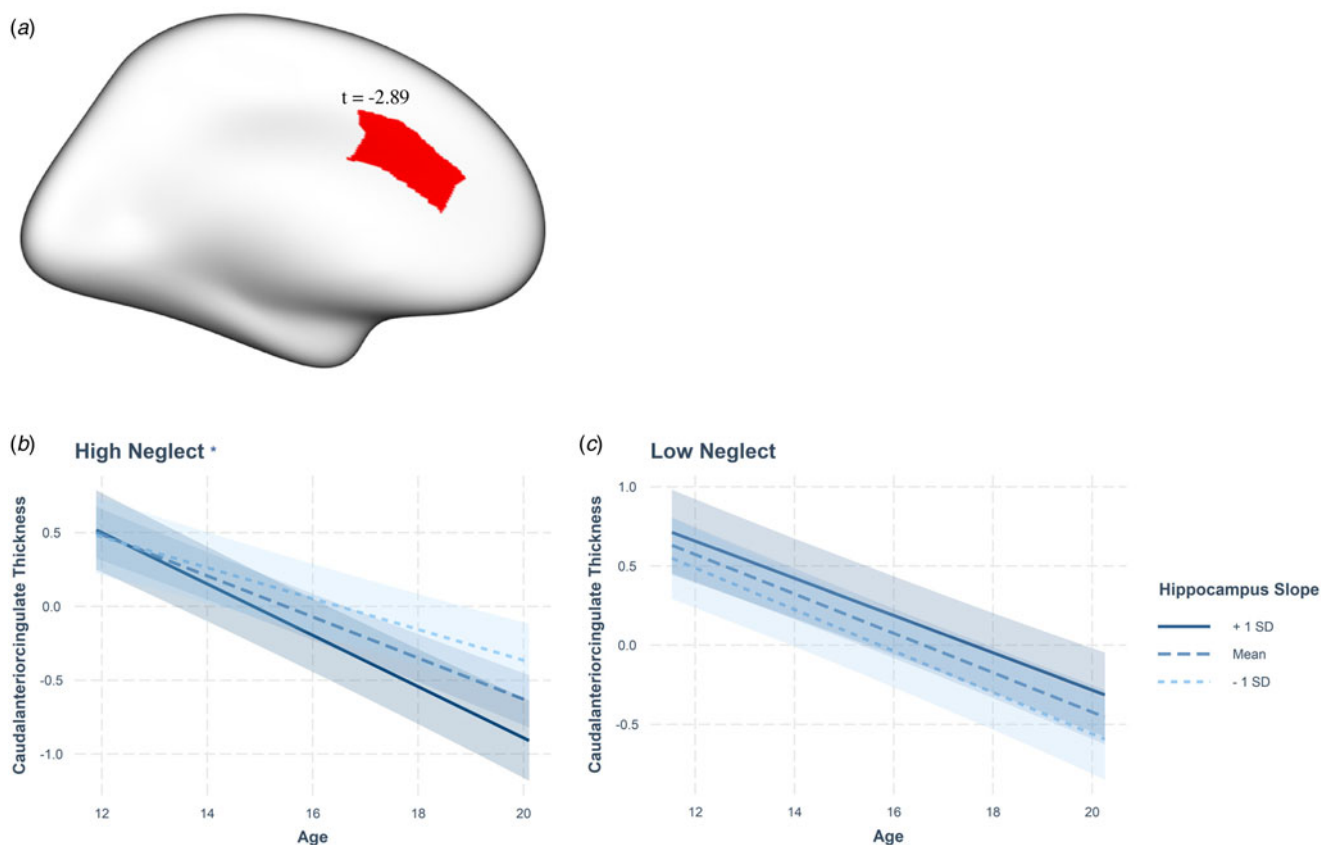 (a)
t = -2.89
(b)
High Neglect *
Caudalanteriorcingulate Thickness
0.5
0.0
-0.5
-1.0
12
14
16
18
20
Age
(c)
Low Neglect
Caudalanteriorcingulate Thickness
1.0
0.5
0.0
-0.5
12
14
16
18
20
Age
Hippocampus Slope
+ 1 SD
Mean
- 1 SD